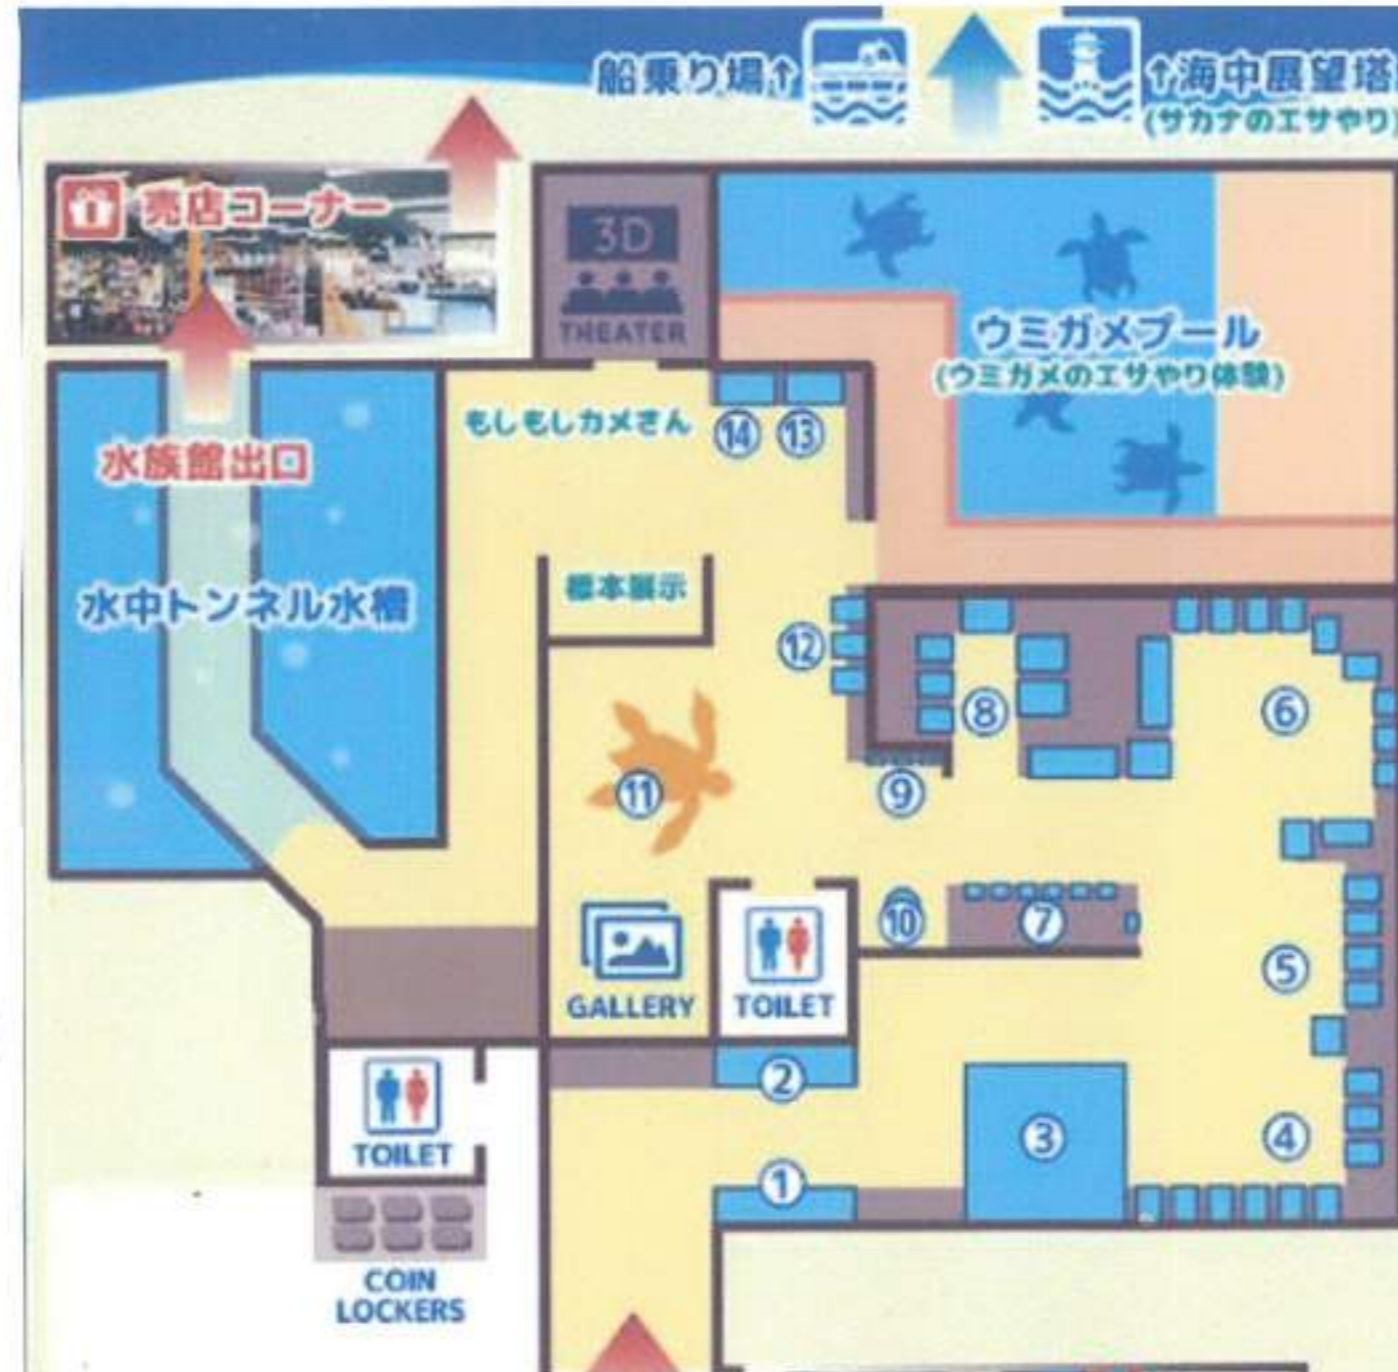 船乗り場↑
↑海中展望塔
(サカナのエサやり)
売店コーナー
3D
THEATER
ウミガメプール
(ウミガメのエサやり体験)
もしもしカメさん
⑭ ⑬
水族館出口
標本展示
水中トンネル水槽
⑫
⑧
⑥
⑪
⑨
⑩
⑦
⑤
GALLERY
TOILET
②
③
④
①
TOILET
COIN
LOCKERS